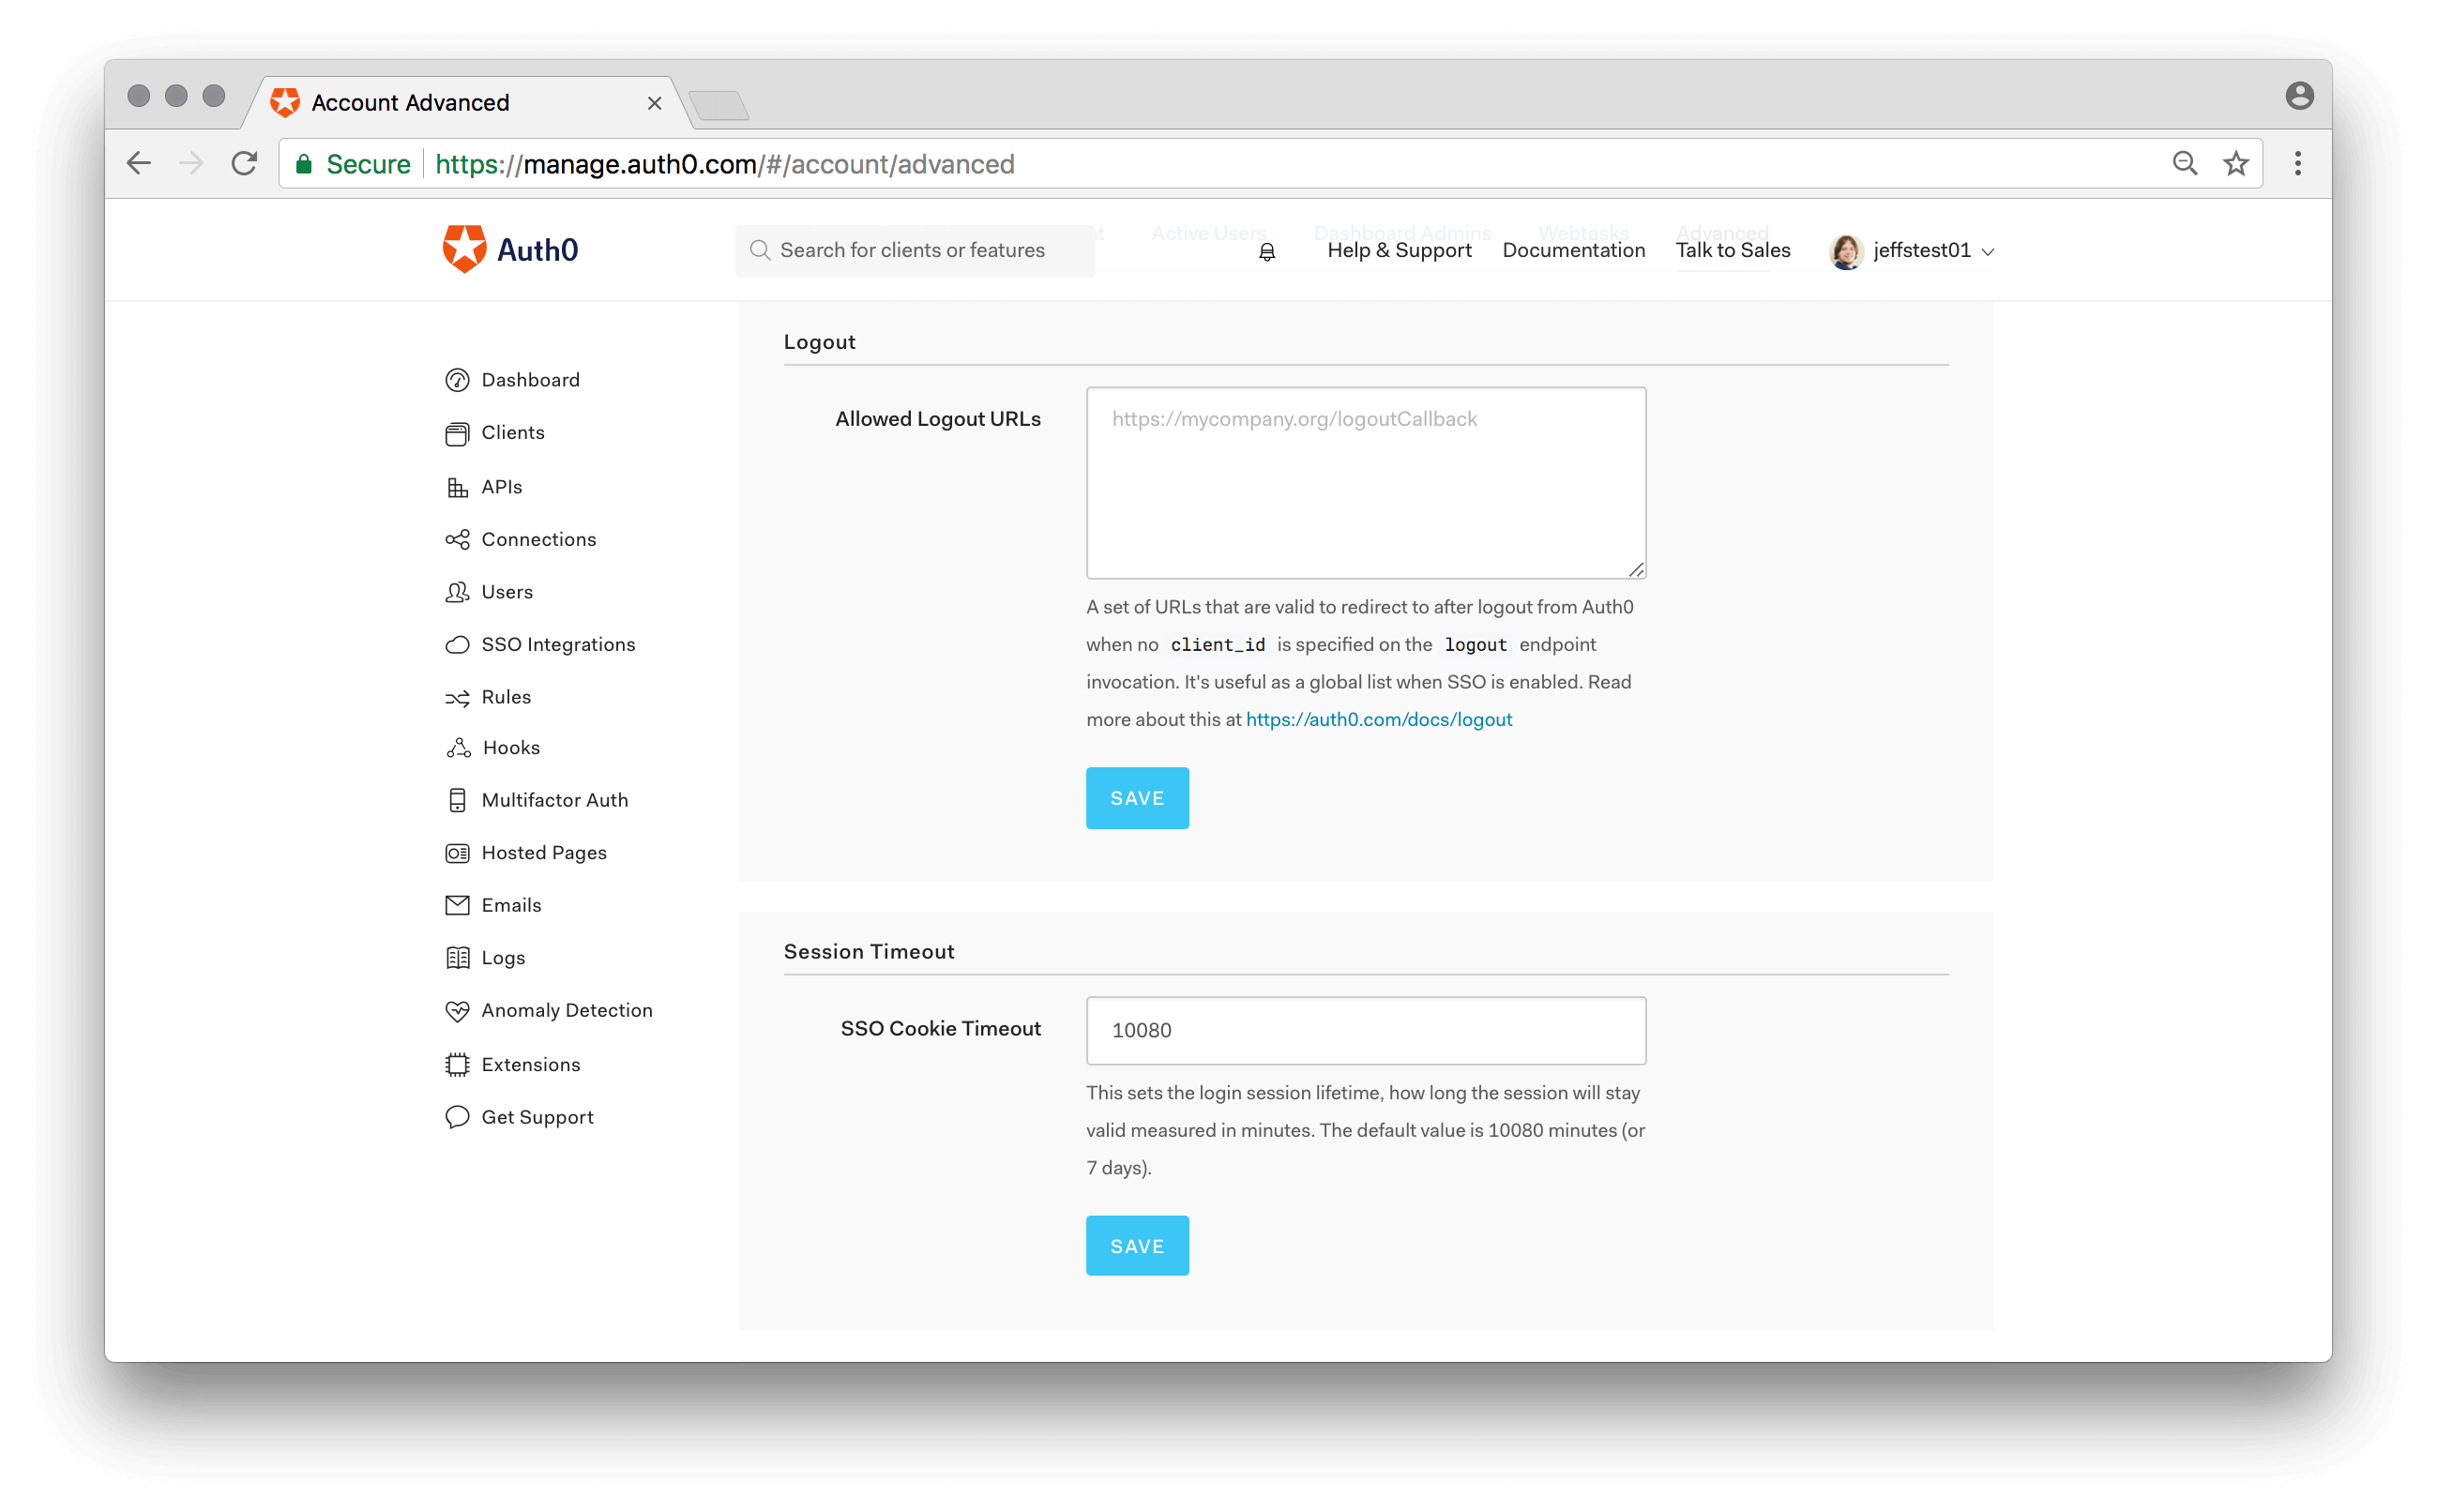 Account Advanced
Secure https://manage.auth0.com/#/account/advanced
Auth0
Search for clients or features
Active Users
Dashboard Admins
Webtasks
Advanced
Help & Support
Documentation
Talk to Sales
jeffstest01
Dashboard
Clients
APIs
Connections
Users
SSO Integrations
Rules
Hooks
Multifactor Auth
Hosted Pages
Emails
Logs
Anomaly Detection
Extensions
Get Support
Logout
Allowed Logout URLs
https://mycompany.org/logoutCallback
A set of URLs that are valid to redirect to after logout from Auth0
when no client_id is specified on the logout endpoint
invocation. It's useful as a global list when SSO is enabled. Read
more about this at https://auth0.com/docs/logout
SAVE
Session Timeout
SSO Cookie Timeout
10080
This sets the login session lifetime, how long the session will stay
valid measured in minutes. The default value is 10080 minutes (or
7 days).
SAVE